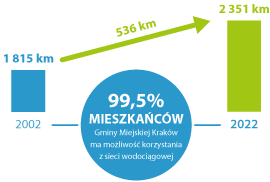 2 351 km
536 km
1 815 km
99,5%
MIESZKAŃCÓW
Gminy Miejskiej Kraków
ma możliwość korzystania
z sieci wodociągowej
2002
2022